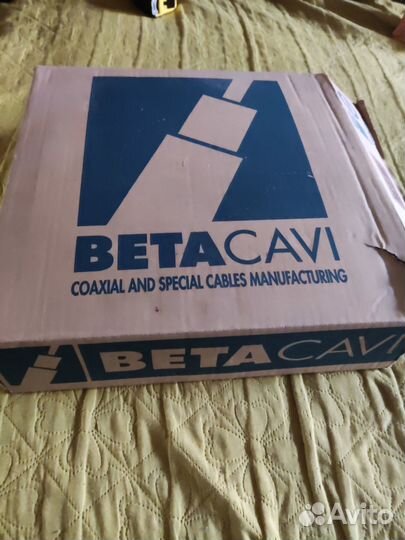 BETACAVI
COAXIAL AND SPECIAL CABLES MANUFACTURING
BETACAVI
Avito